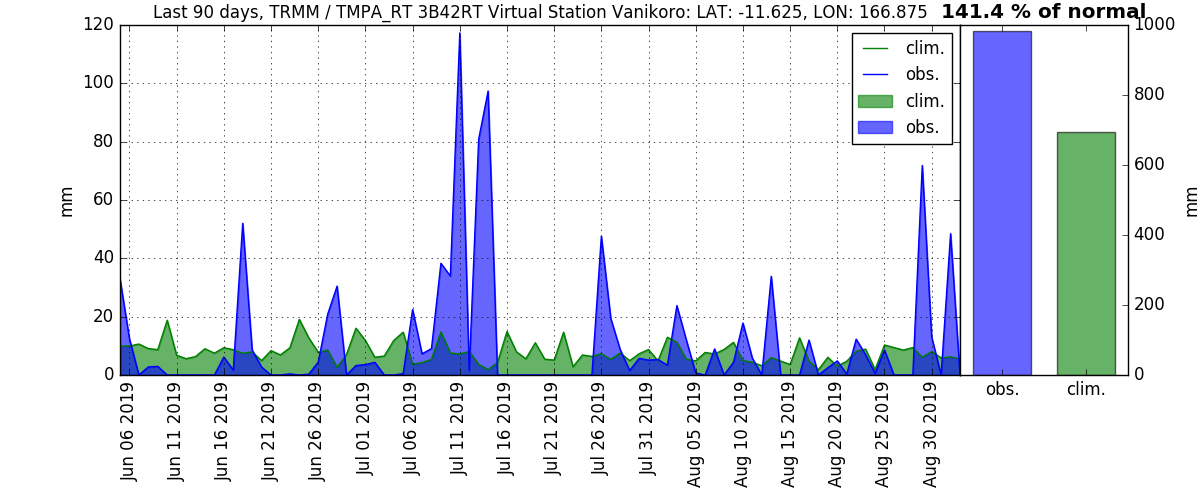 Last 90 days, TRMM / TMPA_RT 3B42RT Virtual Station Vanikoro: LAT: -11.625, LON: 166.875 141.4 % of normal
120
100
80
60
40
20
0
mm
clim.
obs.
clim.
obs.
1000
800
600
400
200
0
mm
Jun 06 2019
Jun 11 2019
Jun 16 2019
Jun 21 2019
Jun 26 2019
Jul 01 2019
Jul 06 2019
Jul 11 2019
Jul 16 2019
Jul 21 2019
Jul 26 2019
Jul 31 2019
Aug 05 2019
Aug 10 2019
Aug 15 2019
Aug 20 2019
Aug 25 2019
Aug 30 2019
obs.
clim.